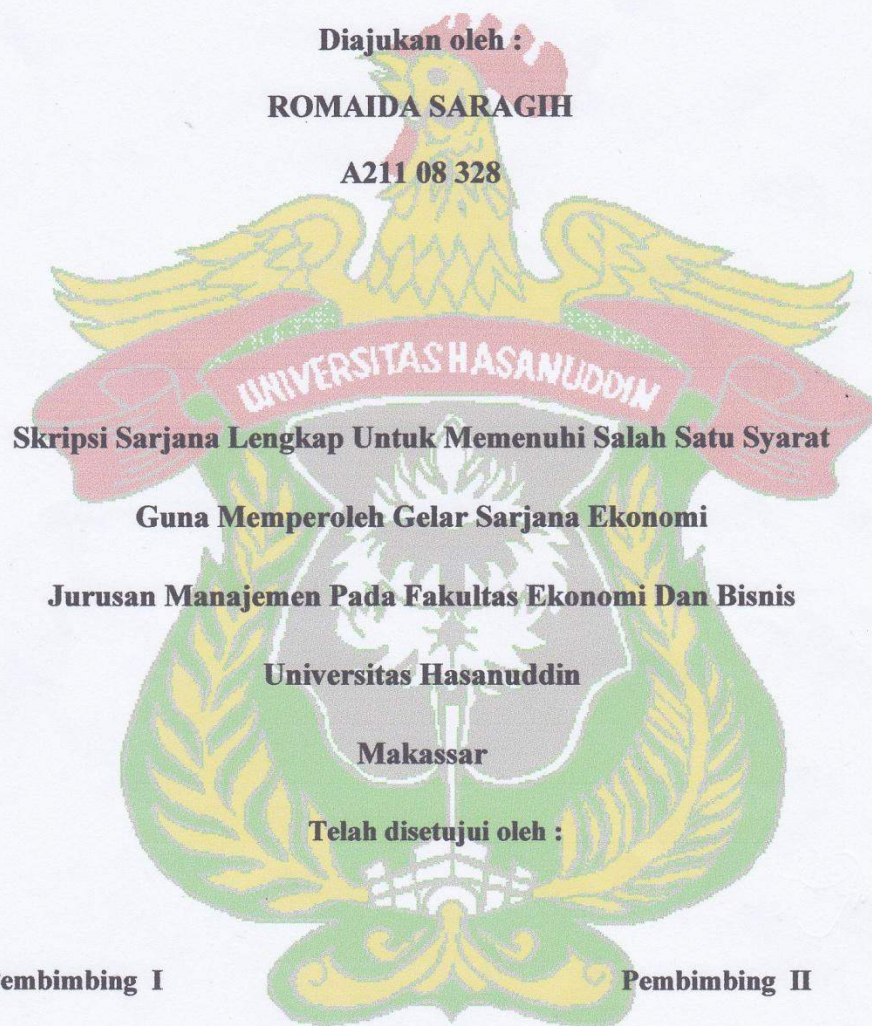 Diajukan oleh :
ROMAIDA SARAGIH
A211 08 328
UNIVERSITAS HASANUDDIN
Skripsi Sarjana Lengkap Untuk Memenuhi Salah Satu Syarat
Guna Memperoleh Gelar Sarjana Ekonomi
Jurusan Manajemen Pada Fakultas Ekonomi Dan Bisnis
Universitas Hasanuddin
Makassar
Telah disetujui oleh :
embimbing I Pembimbing II